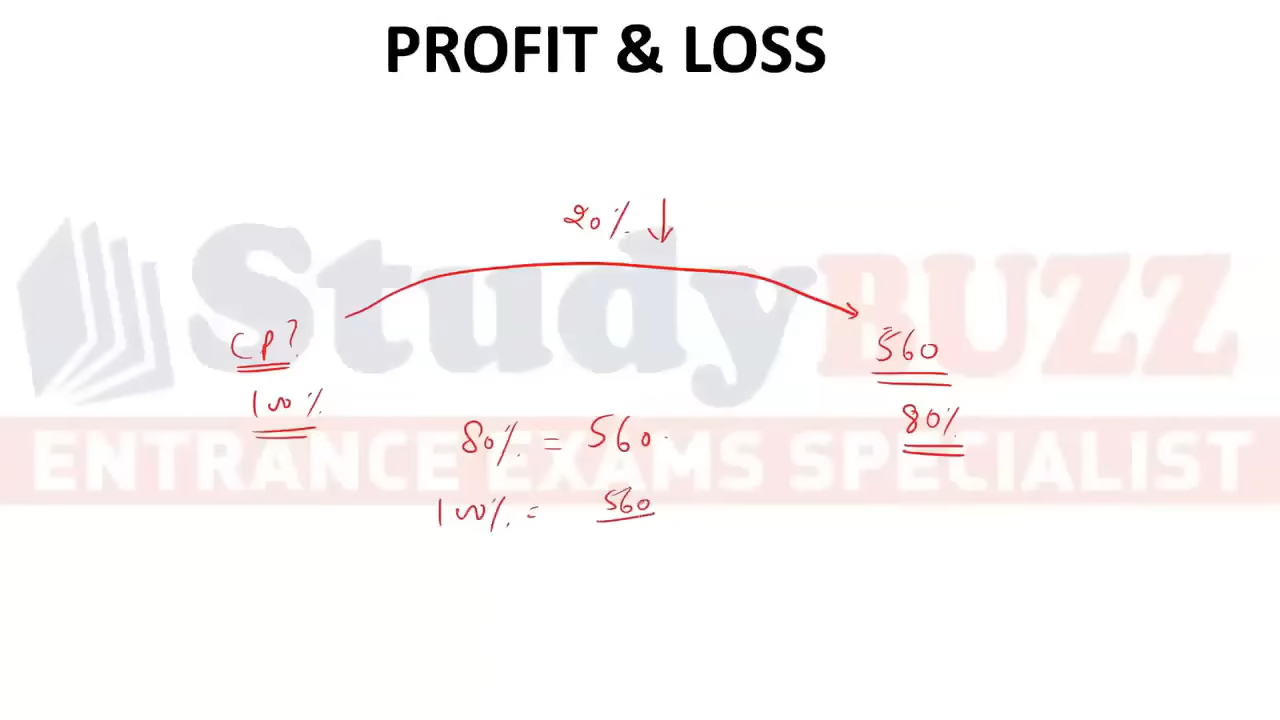 PROFIT & LOSS
20% ↓
StudyBUZZ
CP?
560
100%
80%
80% = 560
ENTRANCE EXAMS SPECIALIST
100% = 560